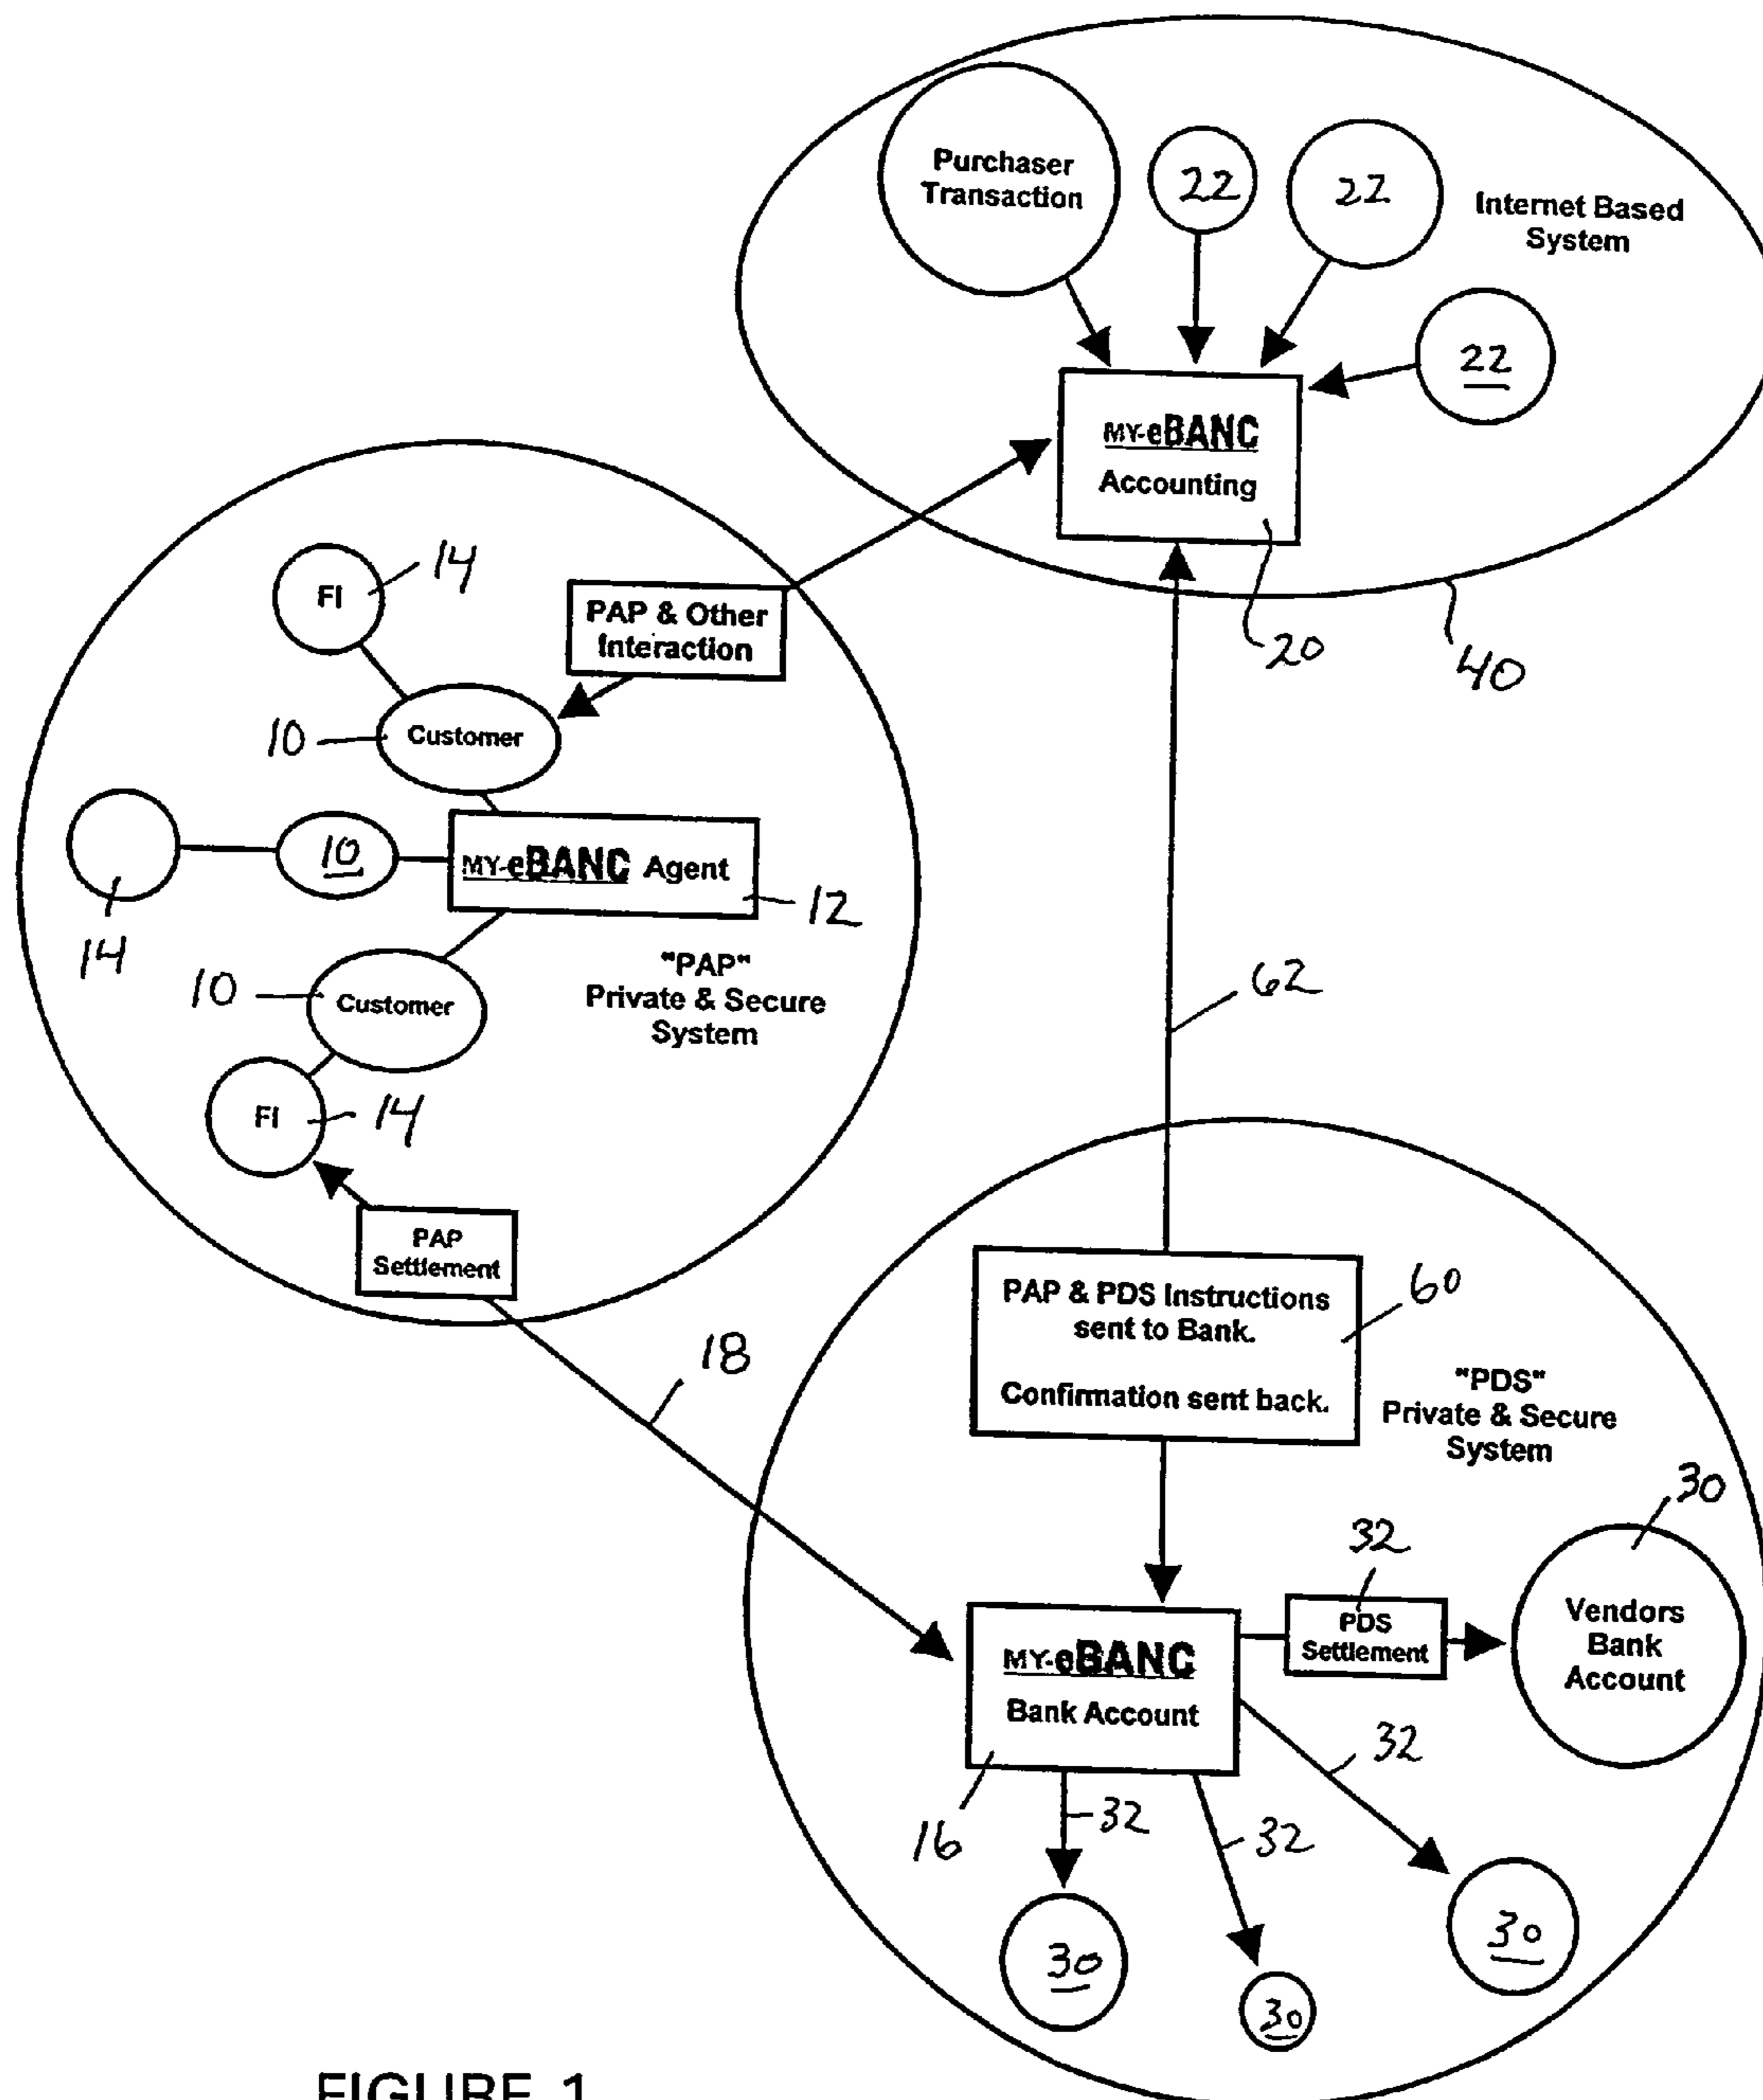 Purchaser
Transaction
22
22
Internet Based
System
22
MY-eBANC
Accounting
20
40
FI
14
PAP & Other
Interaction
10
Customer
10
MY-eBANC Agent
12
14
"PAP"
Private & Secure
System
10
Customer
FI
14
PAP
Settlement
62
18
PAP & PDS Instructions
sent to Bank.
Confirmation sent back.
60
"PDS"
Private & Secure
System
30
32
PDS
Settlement
Vendors
Bank
Account
MY-eBANC
Bank Account
32
16
32
32
30
30
30
FIGURE 1